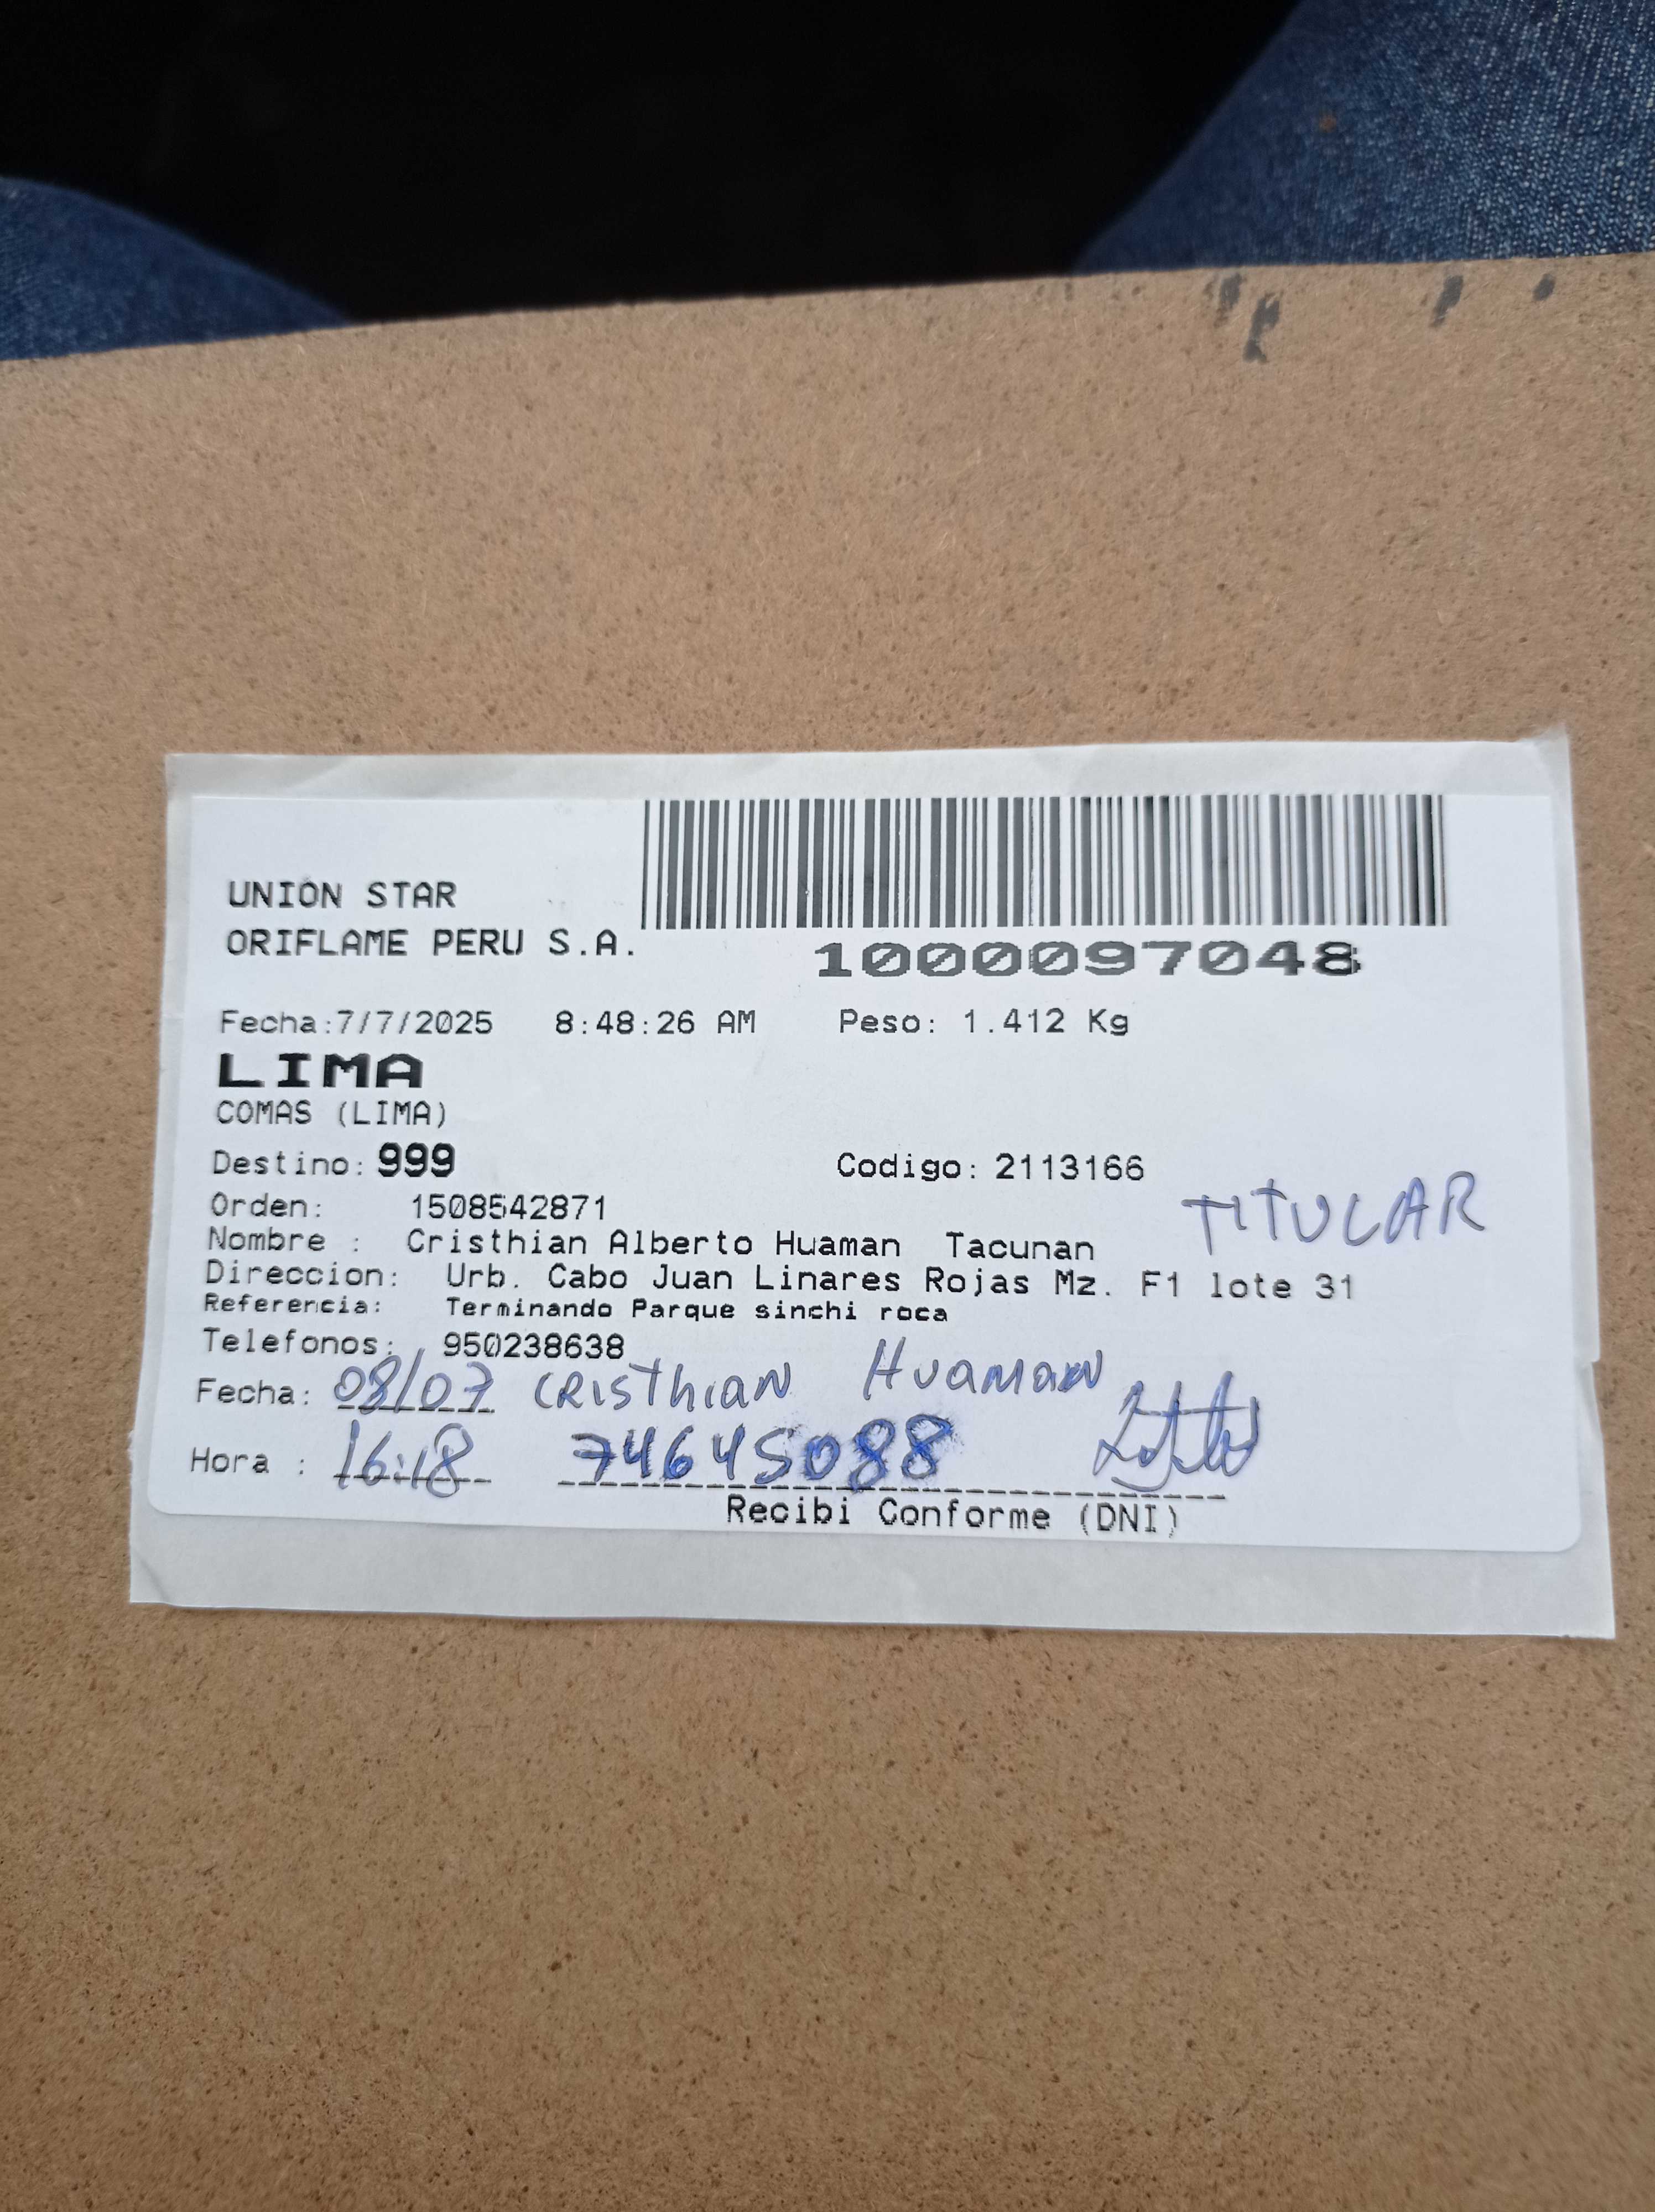 UNION STAR
ORIFLAME PERU S.A.
1000097048
Fecha:7/7/2025 8:48:26 AM Peso: 1.412 Kg
LIMA
COMAS (LIMA)
Destino: 999 Codigo: 2113166
Orden: 1508542871
TITULAR
Nombre : Cristhian Alberto Huaman Tacunan
Direccion: Urb. Cabo Juan Linares Rojas Mz. F1 lote 31
Referencia: Terminando Parque sinchi roca
Telefonos: 950238638
Fecha: 08/07 CRISThian Huaman
Hora : 16:18 74645088
Recibi Conforme (DNI)